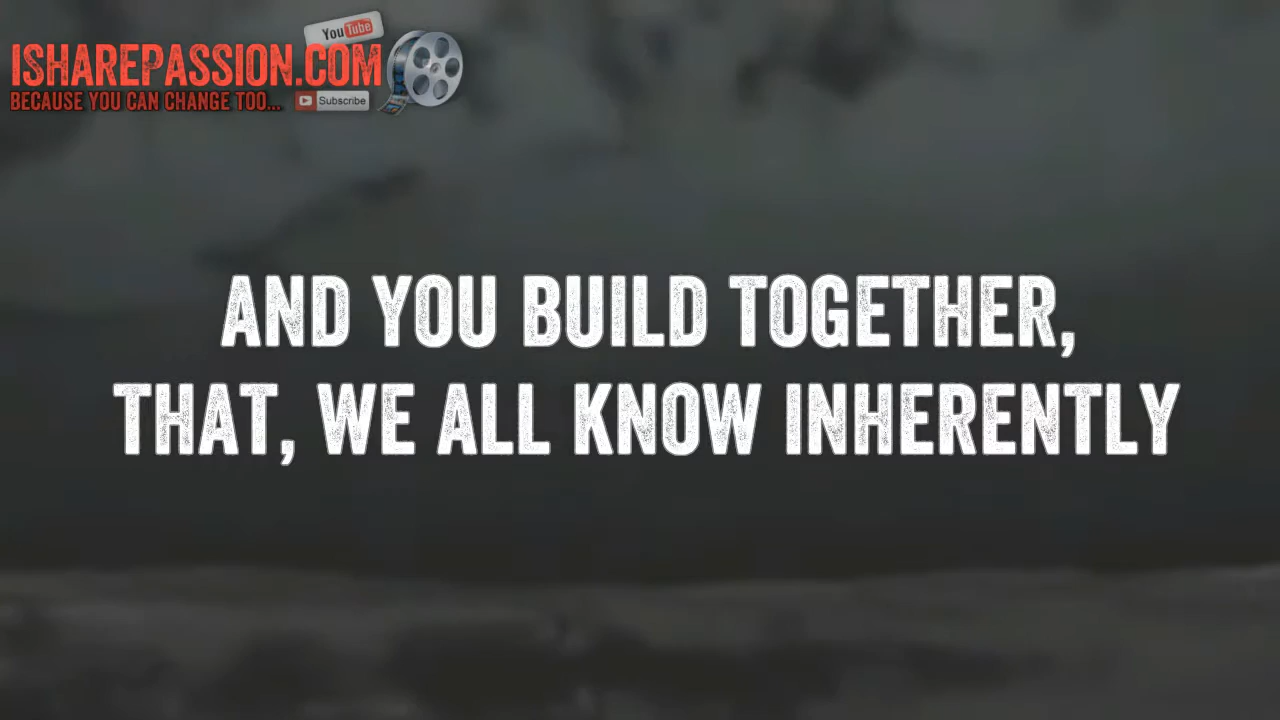 YouTube
ISHAREPASSION.COM
BECAUSE YOU CAN CHANGE TOO...
Subscribe
AND YOU BUILD TOGETHER,
THAT, WE ALL KNOW INHERENTLY